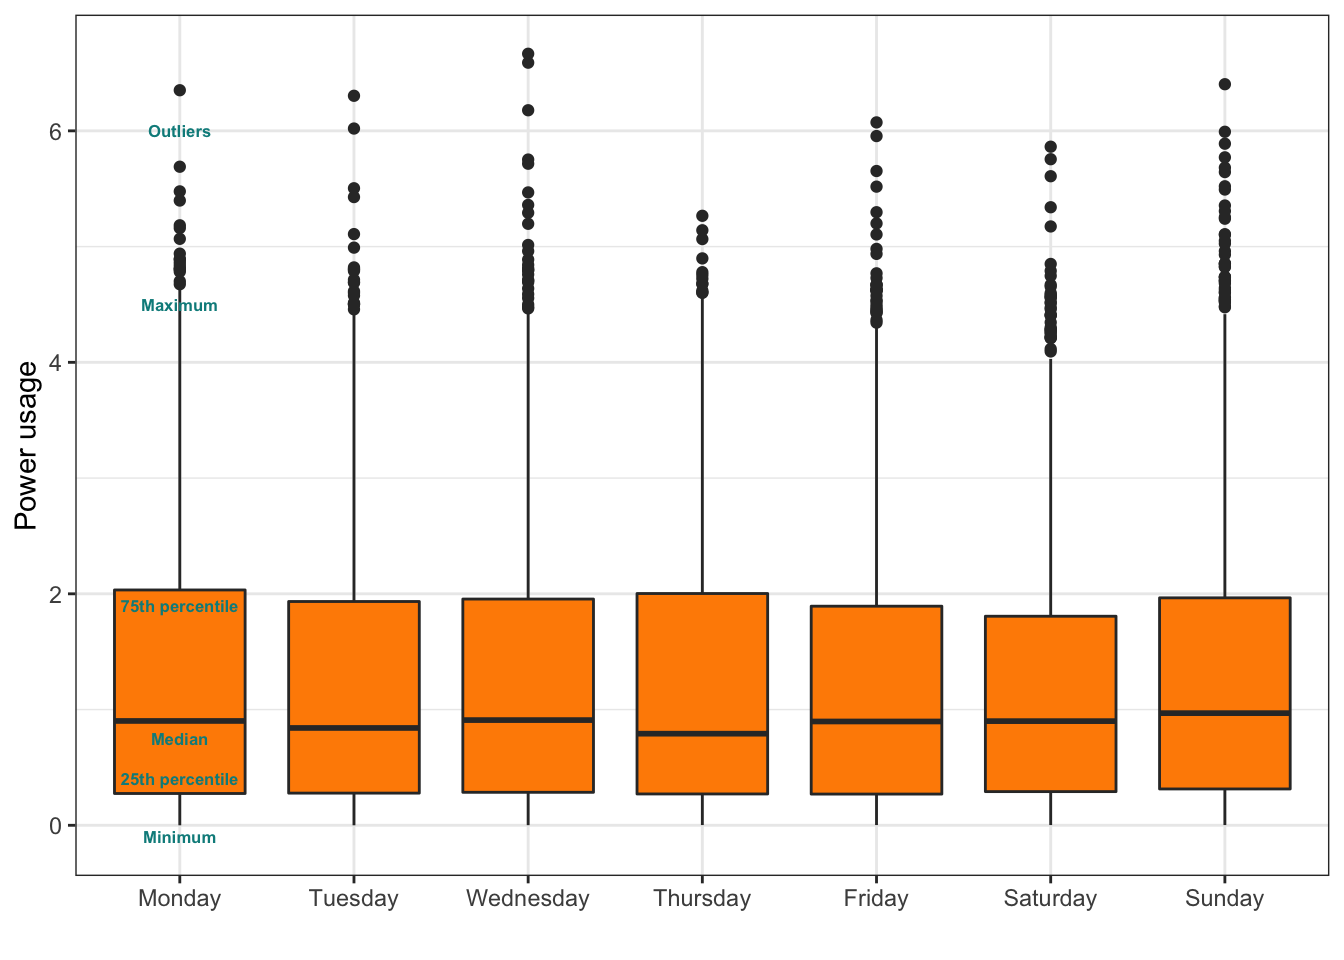 6
4
2
0
Power usage
Outliers
Maximum
75th percentile
Median
25th percentile
Minimum
Monday Tuesday Wednesday Thursday Friday Saturday Sunday